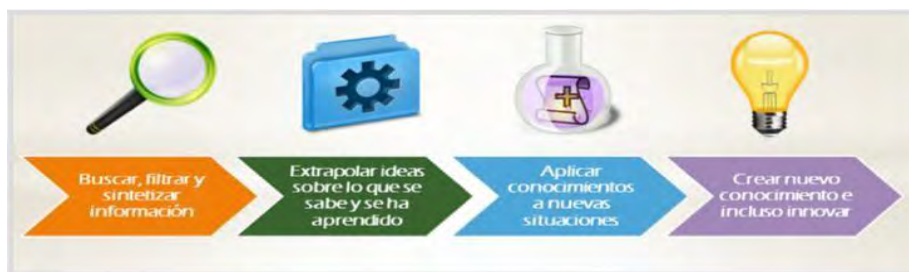 Buscar, filtrar y
sintetizar
información
Extrapolar ideas
sobre lo que se
sabe y se ha
aprendido
Aplicar
conocimientos
a nuevas
situaciones
Crear nuevo
conocimiento e
incluso innovar